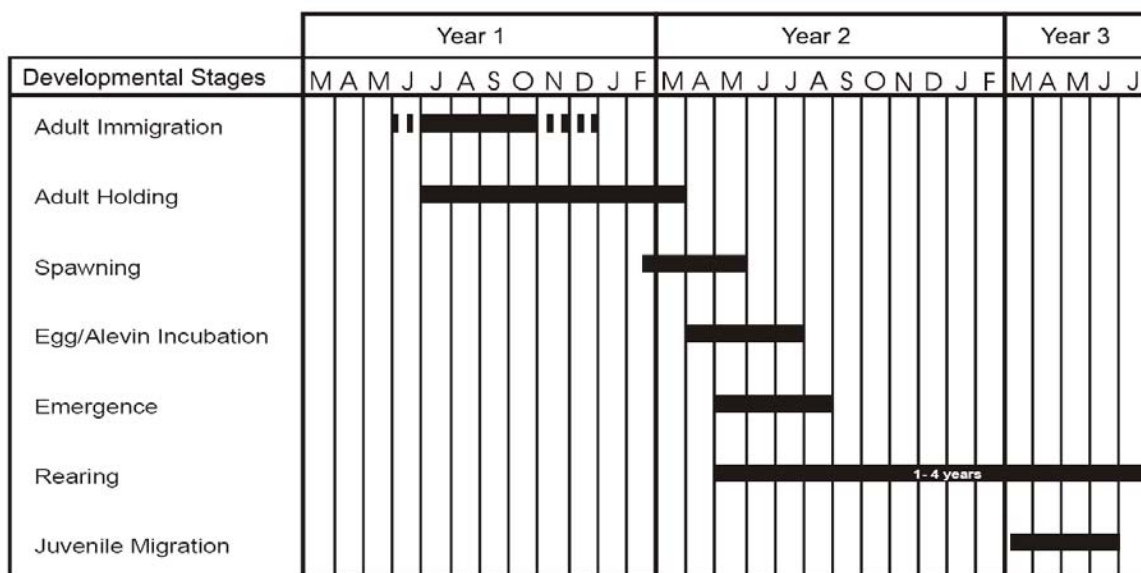 Year 1 Year 2 Year 3
Developmental Stages M A M J J A S O N D J F M A M J J A S O N D J F M A M J J
Adult Immigration
Adult Holding
Spawning
Egg/Alevin Incubation
Emergence
Rearing 1- 4 years
Juvenile Migration